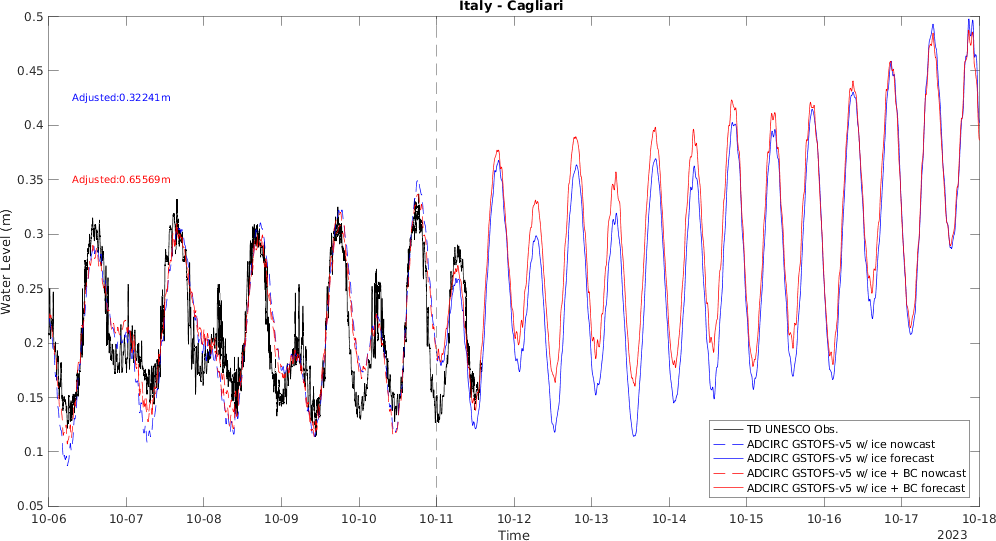 Italy - Cagliari
0.5
0.45
0.4
0.35
0.3
0.25
0.2
0.15
0.1
0.05
Water Level (m)
Adjusted:0.32241m
Adjusted:0.65569m
TD UNESCO Obs.
ADCIRC GSTOFS-v5 w/ ice nowcast
ADCIRC GSTOFS-v5 w/ ice forecast
ADCIRC GSTOFS-v5 w/ ice + BC nowcast
ADCIRC GSTOFS-v5 w/ ice + BC forecast
10-06 10-07 10-08 10-09 10-10 10-11 10-12 10-13 10-14 10-15 10-16 10-17 10-18
Time
2023